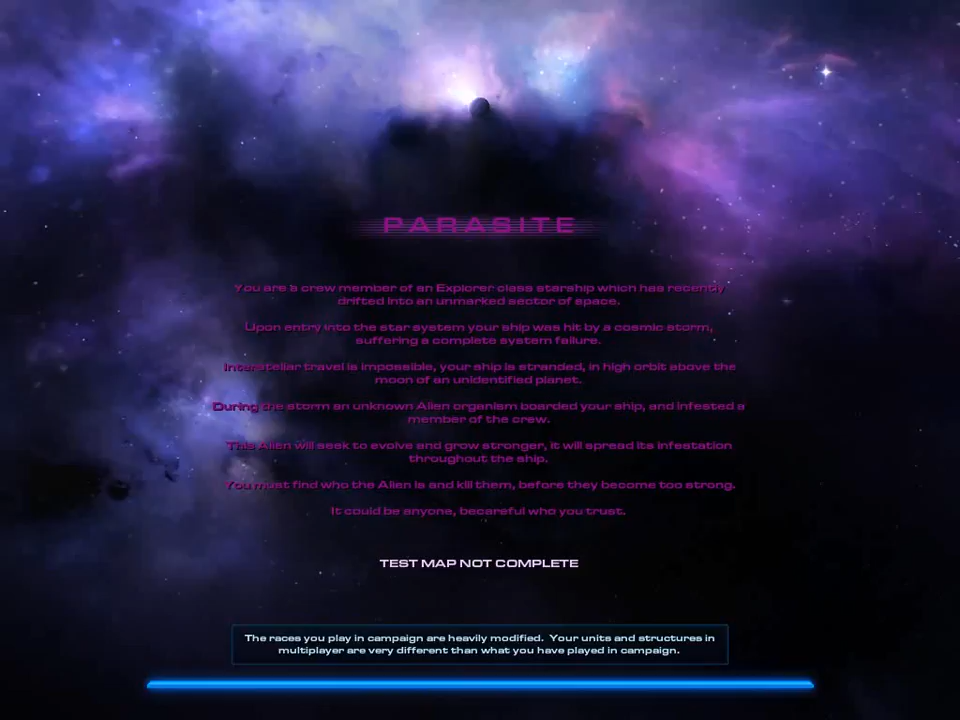 PARASITE
You are a crew member of an Explorer class starship which has recently
drifted into an unmarked sector of space.
Upon entry into the star system your ship was hit by a cosmic storm,
suffering a complete system failure.
Interstellar travel is impossible, your ship is stranded, in high orbit above the
moon of an unidentified planet.
During the storm an unknown Alien organism boarded your ship, and infested a
member of the crew.
This Alien will seek to evolve and grow stronger, it will spread its infestation
throughout the ship.
You must find who the Alien is and kill them, before they become too strong.
It could be anyone, becareful who you trust.
TEST MAP NOT COMPLETE
The races you play in campaign are heavily modified. Your units and structures in
multiplayer are very different than what you have played in campaign.